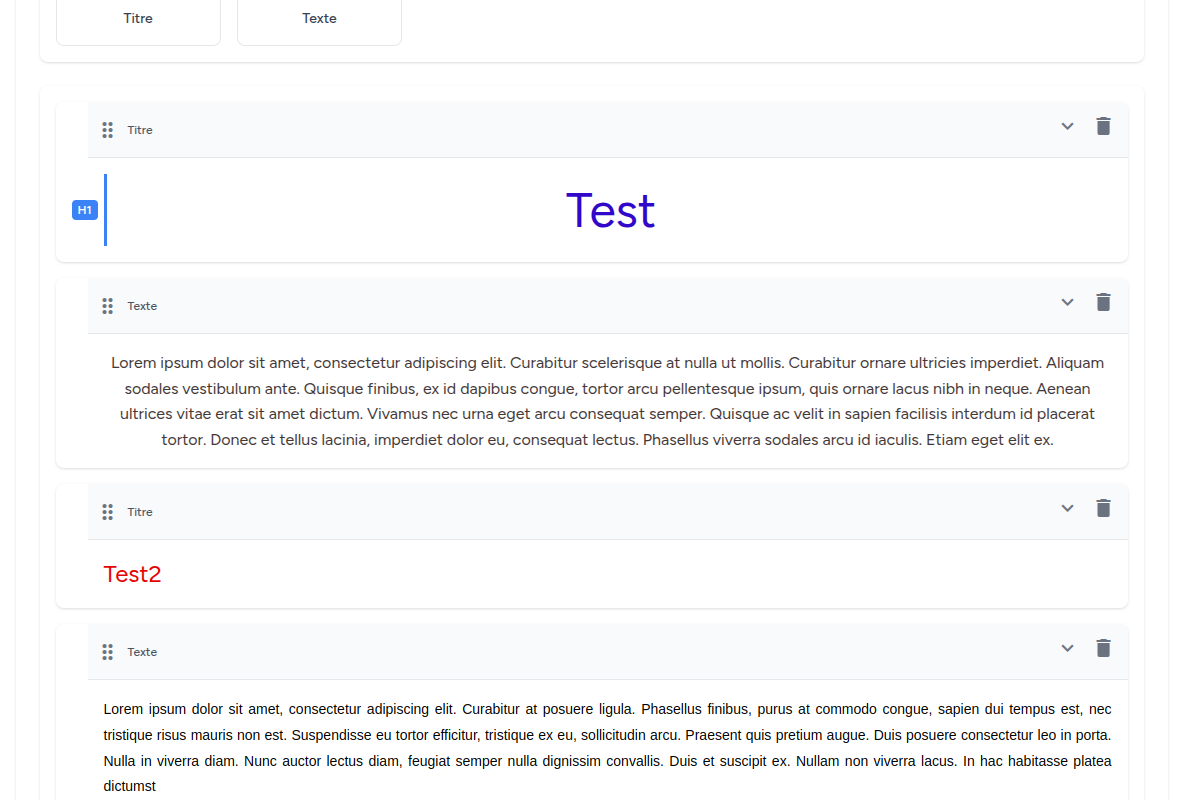 Titre
Texte
Titre
H1
Test
Texte
Lorem ipsum dolor sit amet, consectetur adipiscing elit. Curabitur scelerisque at nulla ut mollis. Curabitur ornare ultricies imperdiet. Aliquam
sodales vestibulum ante. Quisque finibus, ex id dapibus congue, tortor arcu pellentesque ipsum, quis ornare lacus nibh in neque. Aenean
ultrices vitae erat sit amet dictum. Vivamus nec urna eget arcu consequat semper. Quisque ac velit in sapien facilisis interdum id placerat
tortor. Donec et tellus lacinia, imperdiet dolor eu, consequat lectus. Phasellus viverra sodales arcu id iaculis. Etiam eget elit ex.
Titre
Test2
Texte
Lorem ipsum dolor sit amet, consectetur adipiscing elit. Curabitur at posuere ligula. Phasellus finibus, purus at commodo congue, sapien dui tempus est, nec
tristique risus mauris non est. Suspendisse eu tortor efficitur, tristique ex eu, sollicitudin arcu. Praesent quis pretium augue. Duis posuere consectetur leo in porta.
Nulla in viverra diam. Nunc auctor lectus diam, feugiat semper nulla dignissim convallis. Duis et suscipit ex. Nullam non viverra lacus. In hac habitasse platea
dictumst